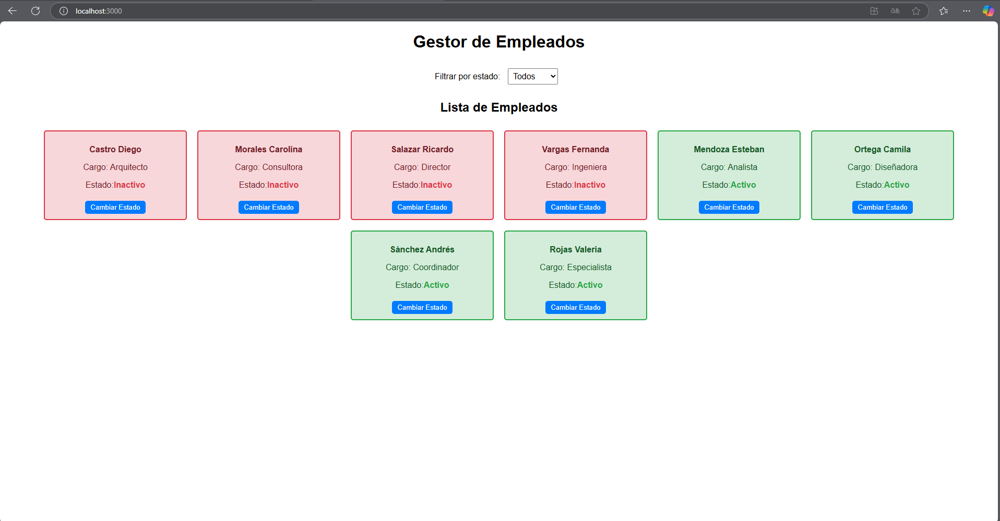 localhost:3000
Gestor de Empleados
Filtrar por estado: Todos
Lista de Empleados
Castro Diego
Cargo: Arquitecto
Estado:Inactivo
Cambiar Estado
Morales Carolina
Cargo: Consultora
Estado:Inactivo
Cambiar Estado
Salazar Ricardo
Cargo: Director
Estado:Inactivo
Cambiar Estado
Vargas Fernanda
Cargo: Ingeniera
Estado:Inactivo
Cambiar Estado
Mendoza Esteban
Cargo: Analista
Estado:Activo
Cambiar Estado
Ortega Camila
Cargo: Diseñadora
Estado:Activo
Cambiar Estado
Sánchez Andrés
Cargo: Coordinador
Estado:Activo
Cambiar Estado
Rojas Valeria
Cargo: Especialista
Estado:Activo
Cambiar Estado